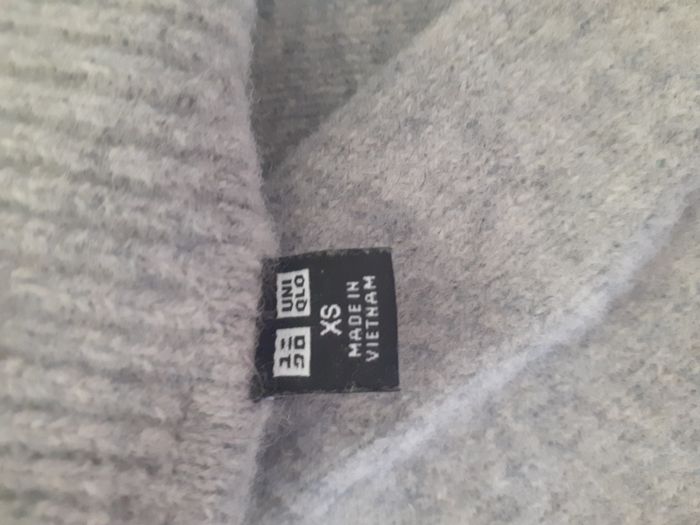 ユニ
クロ
UNI
QLO
XS
MADE IN
VIETNAM